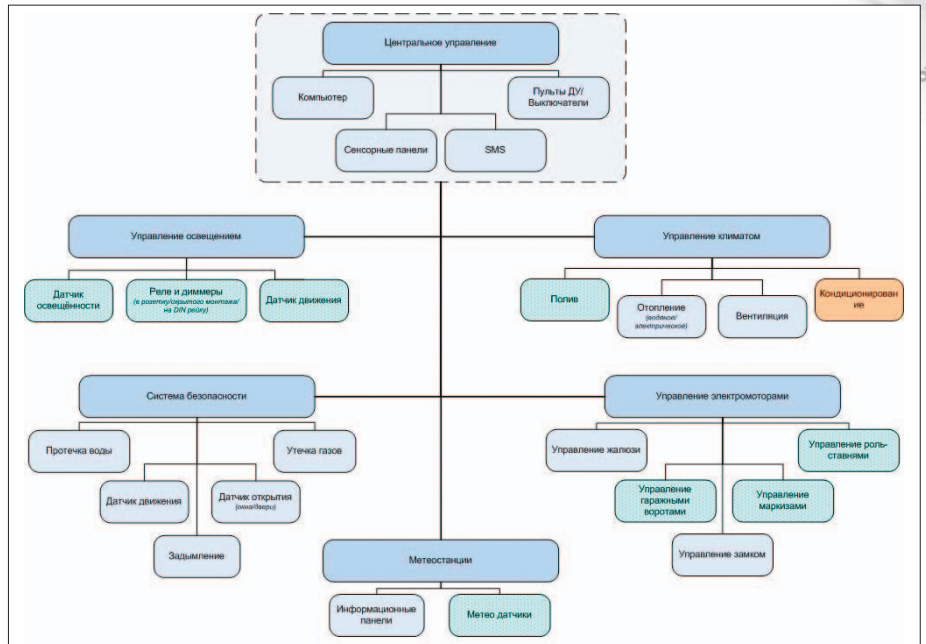 Центральное управление
Компьютер
Пульты ДУ/
Выключатели
Сенсорные панели
SMS
Управление освещением
Управление климатом
Датчик
освещённости
Реле и диммеры
(в розетку/скрытого монтажа/
на DIN рейку)
Датчик движения
Полив
Отопление
(водяное/
электрическое)
Вентиляция
Кондиционирован
ие
Система безопасности
Управление электромоторами
Протечка воды
Утечка газов
Датчик движения
Датчик открытия
(окна/двери)
Задымление
Управление жалюзи
Управление роль-
ставнями
Управление
гаражными
воротами
Управление
маркизами
Управление замком
Метеостанции
Информационные
панели
Метео датчики